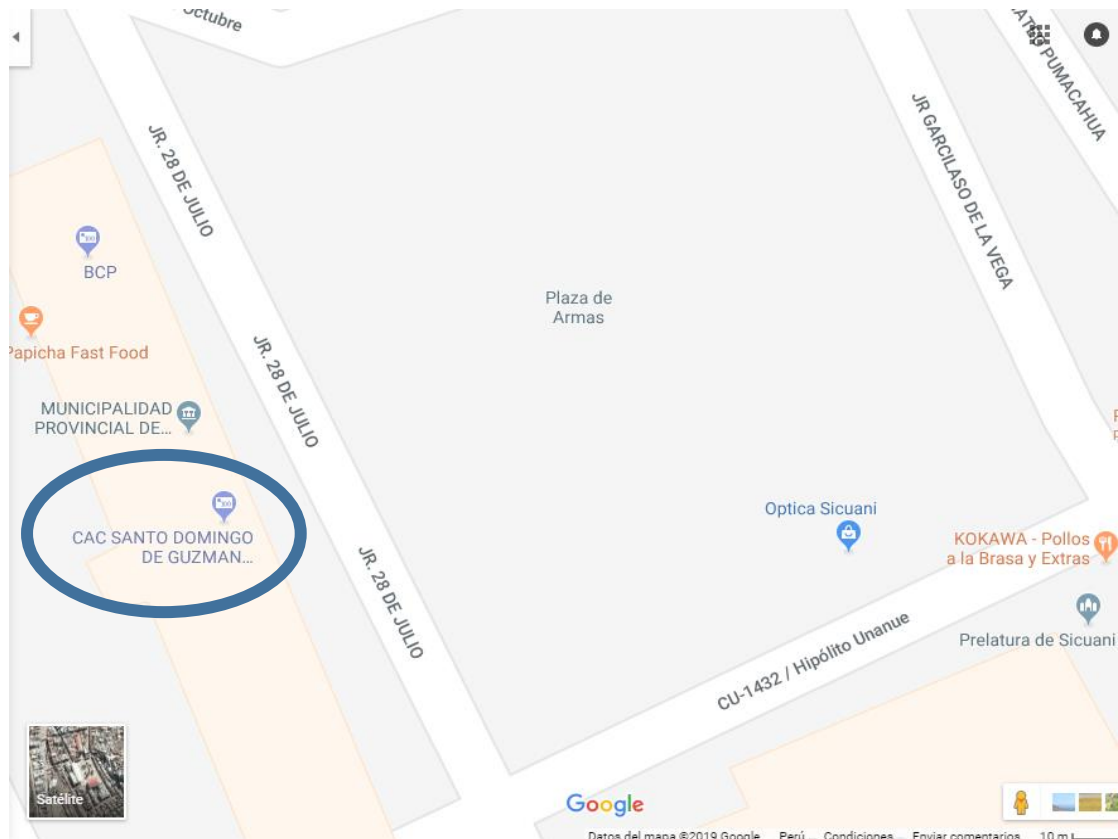 Octubre
PUMACAHUA
JR. 28 DE JULIO
JR GARCILASO DE LA VEGA
BCP
Plaza de
Armas
Papicha Fast Food
JR. 28 DE JULIO
MUNICIPALIDAD
PROVINCIAL DE...
Optica Sicuani
CAC SANTO DOMINGO
DE GUZMAN...
KOKAWA - Pollos
a la Brasa y Extras
JR. 28 DE JULIO
CU-1432 / Hipólito Unanue
Prelatura de Sicuani
Satélite
Google
Datos del mapa ©2019 Google Perú Condiciones Enviar comentarios 10 m